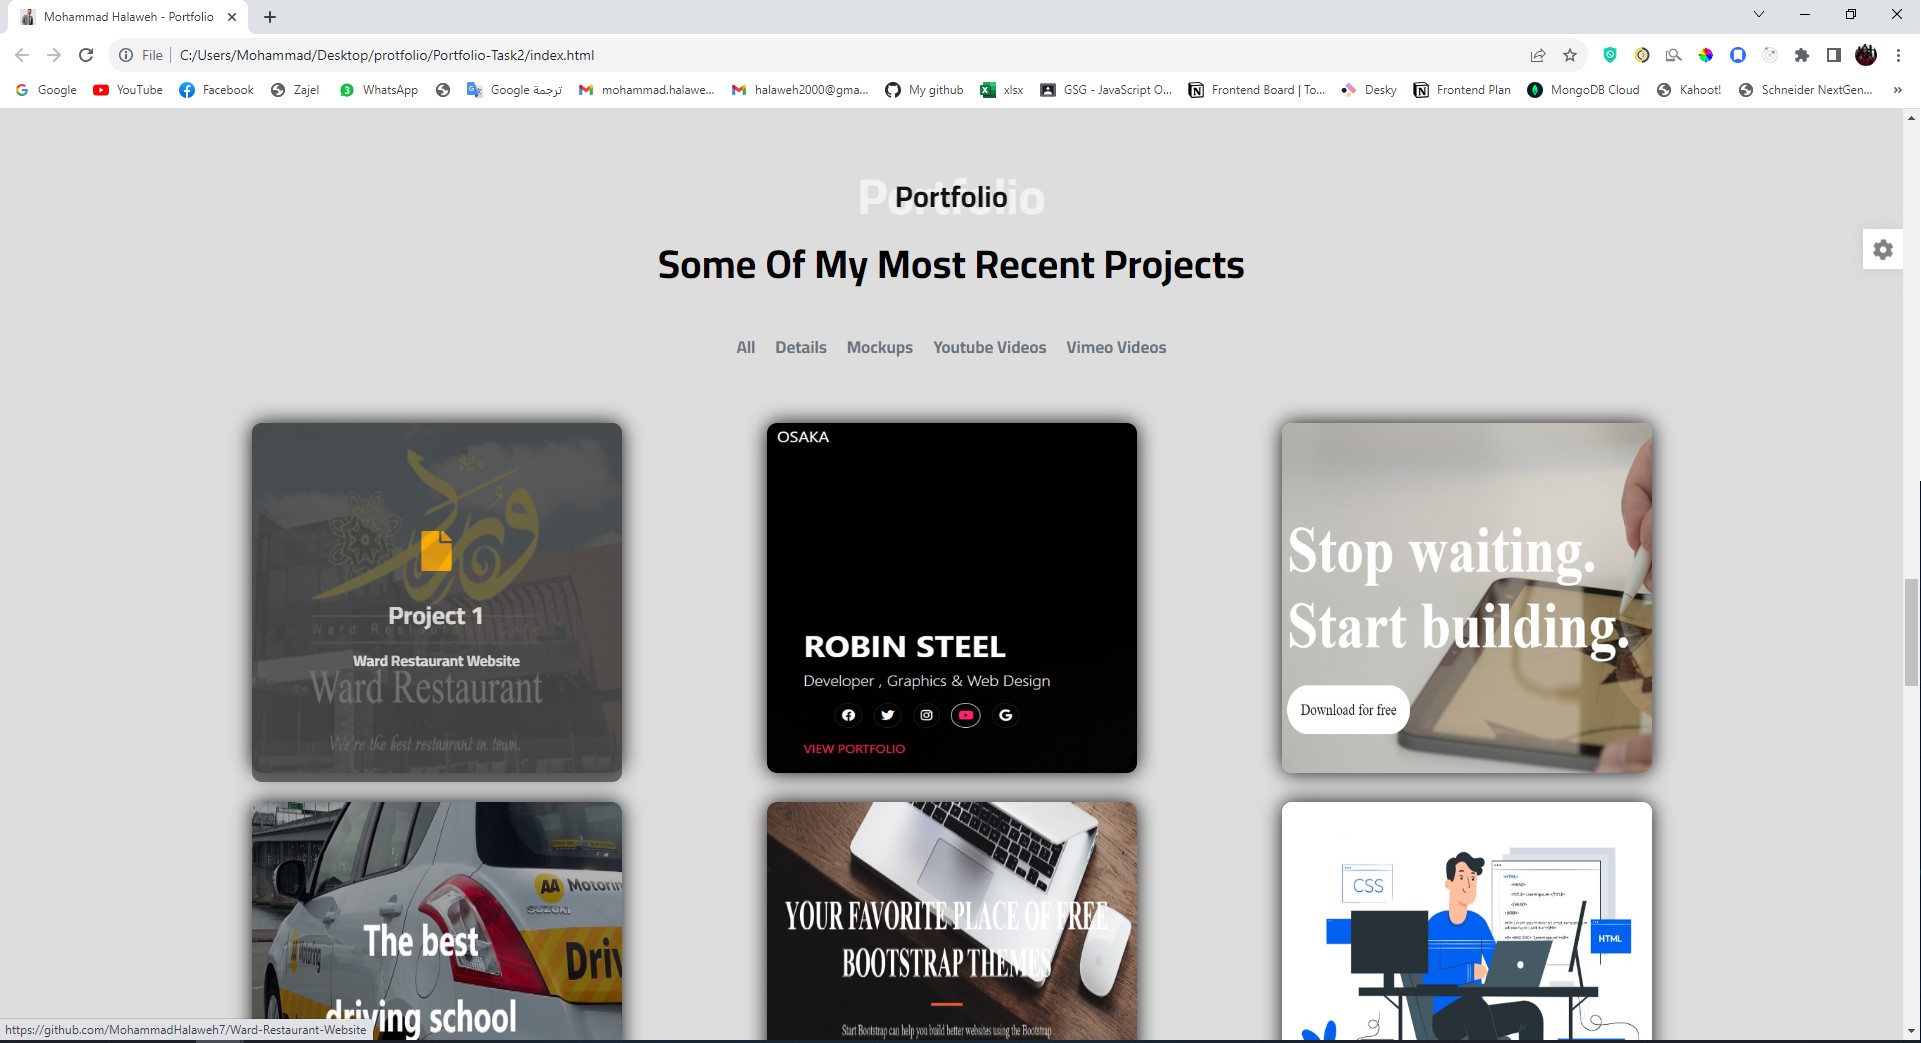 Mohammad Halaweh - Portfolio
File
C:/Users/Mohammad/Desktop/protfolio/Portfolio-Task2/index.html
Google
YouTube
Facebook
Zajel
3
WhatsApp
ترجمة Google
mohammad.halawe...
halaweh2000@gma...
My github
xlsx
GSG - JavaScript O...
Frontend Board | To...
Desky
Frontend Plan
MongoDB Cloud
Kahoot!
Schneider NextGen...
»
Portfolio
Portfolio
Some Of My Most Recent Projects
All
Details
Mockups
Youtube Videos
Vimeo Videos
ورد
Project 1
Ward Restaurant Website
Ward Restaurant
We're the best restaurant in town.
OSAKA
ROBIN STEEL
Developer , Graphics & Web Design
VIEW PORTFOLIO
Stop waiting.
Start building.
Download for free
AA Motoring
SUZUKI
Motoring
Driv
The best
driving school
YOUR FAVORITE PLACE OF FREE
BOOTSTRAP THEMES
Start Bootstrap can help you build better websites using the Bootstrap
CSS
HTML
https://github.com/MohammadHalaweh7/Ward-Restaurant-Website